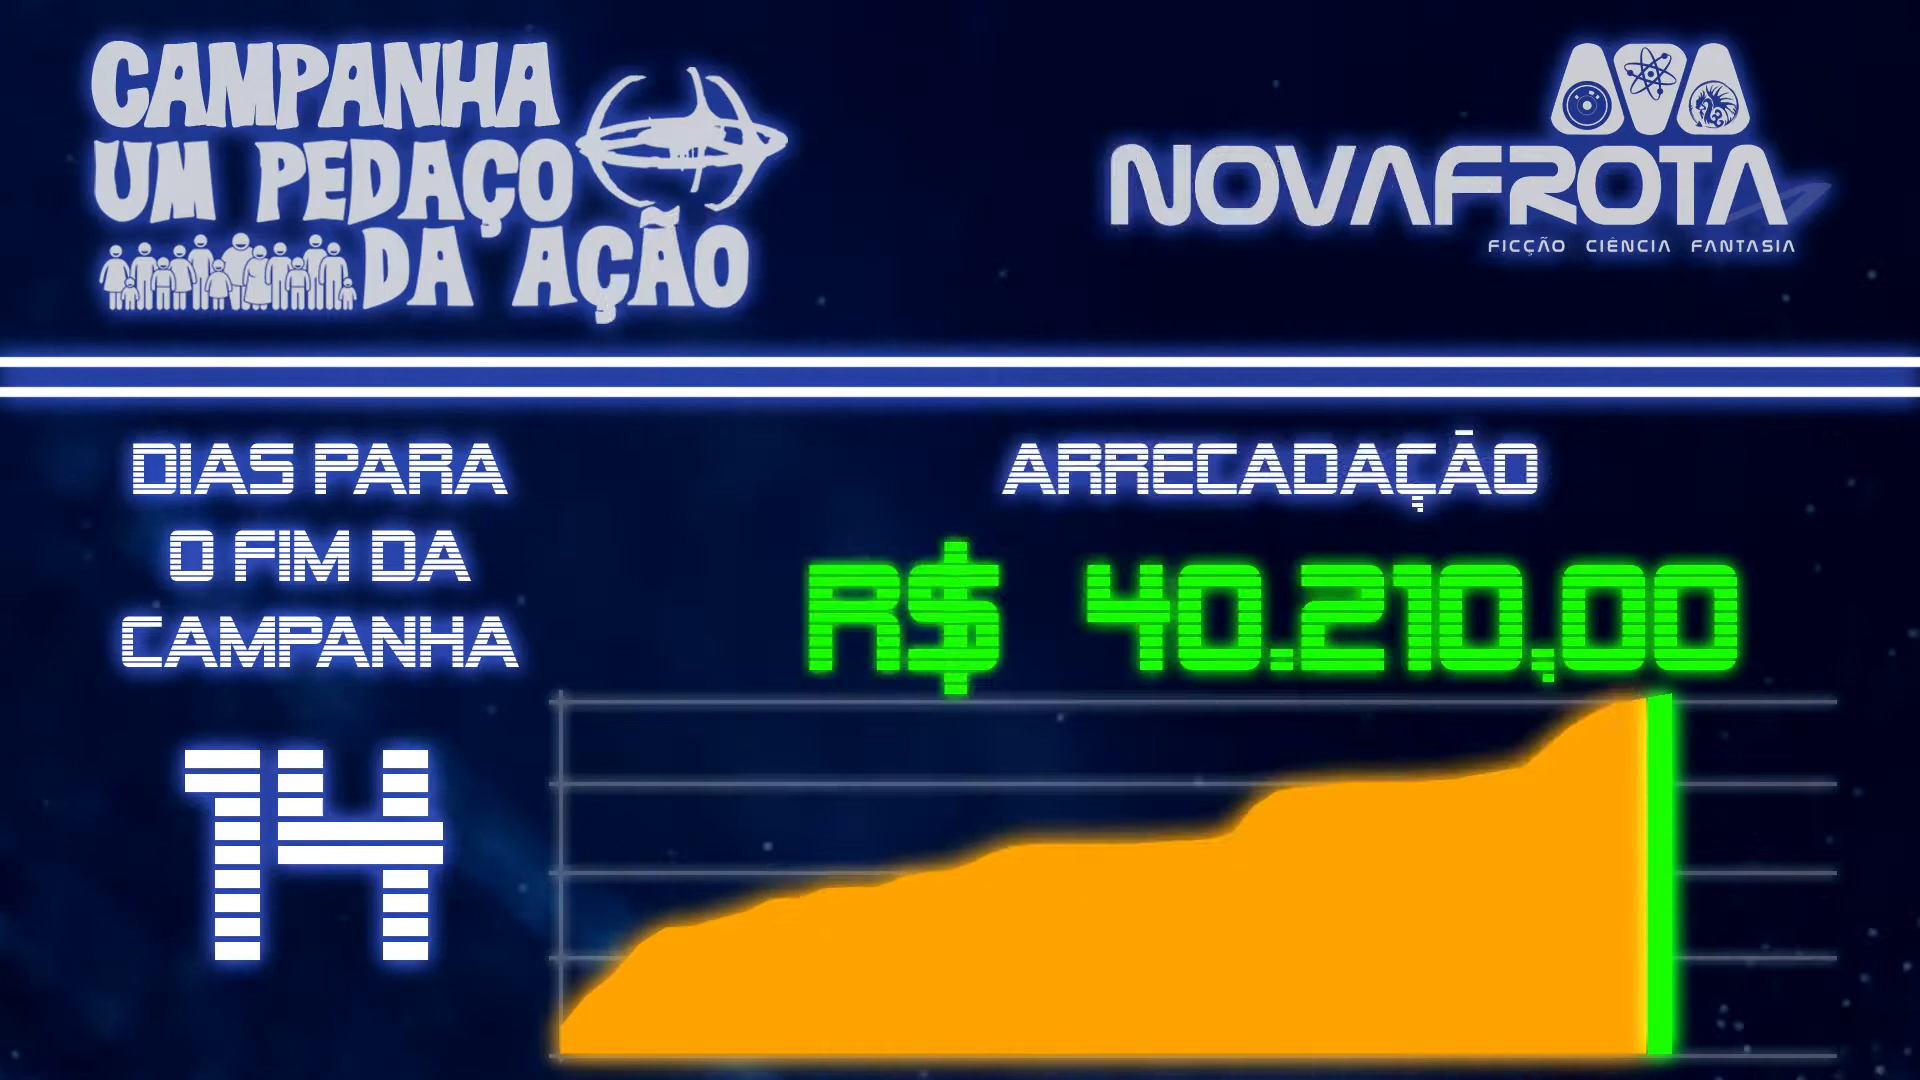 CAMPANHA
UM PEDAÇO
DA AÇÃO
NOVAFROTA
FICÇÃO CIÊNCIA FANTASIA
DIAS PARA
O FIM DA
CAMPANHA
14
ARRECADAÇÃO
R$ 40.210,00